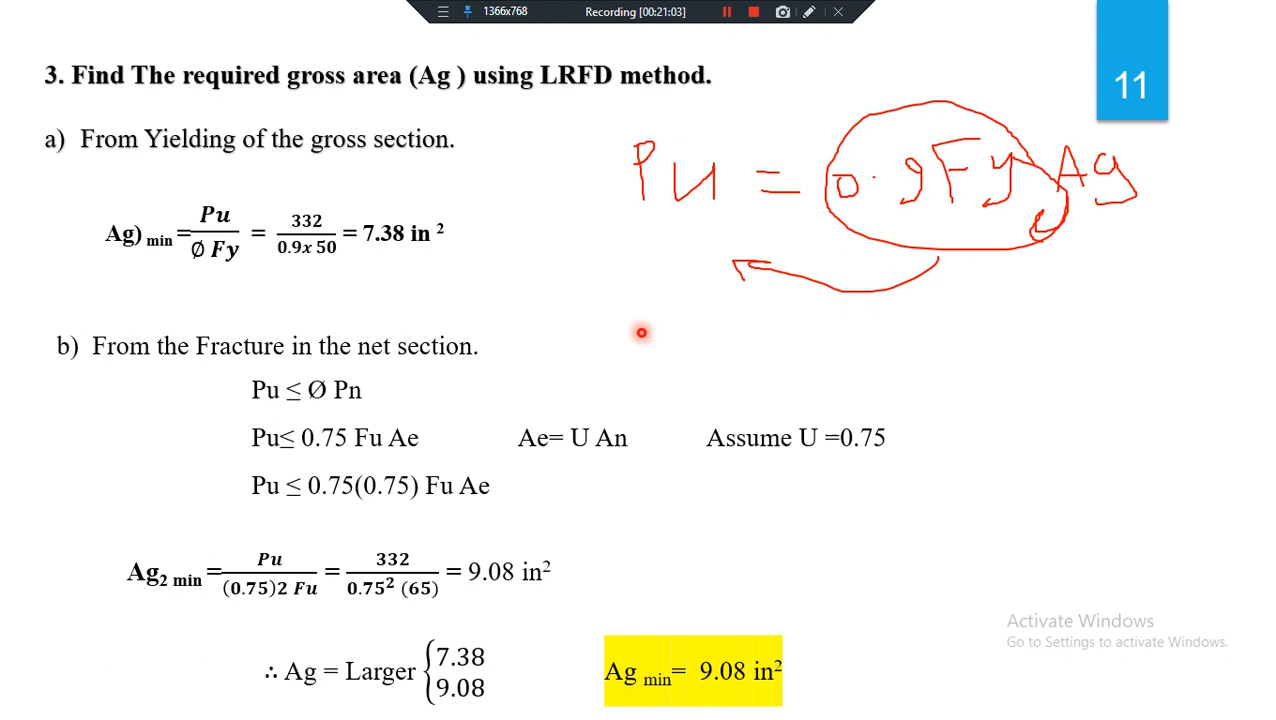 1366x768 Recording [00:21:03]
3. Find The required gross area (Ag ) using LRFD method.
11
a) From Yielding of the gross section.
Pu = 0.9Fy Ag
Ag) min = Pu / Ø Fy = 332 / 0.9x 50 = 7.38 in ²
b) From the Fracture in the net section.
Pu ≤ Ø Pn
Pu≤ 0.75 Fu Ae Ae= U An Assume U =0.75
Pu ≤ 0.75(0.75) Fu Ae
Ag₂ min = Pu / (0.75)2 Fu = 332 / 0.75² (65) = 9.08 in²
∴ Ag = Larger { 7.38
9.08
Ag min= 9.08 in²
Activate Windows
Go to Settings to activate Windows.